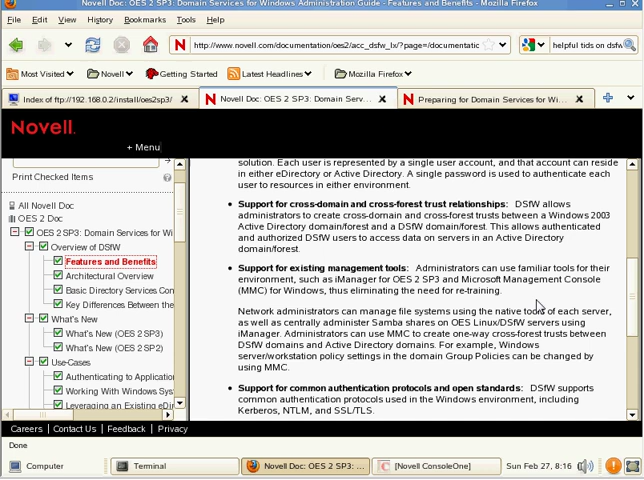 Novell Doc: OES 2 SP3: Domain Services for Windows Administration Guide - Features and Benefits - Mozilla Firefox
File Edit View History Bookmarks Tools Help
http://www.novell.com/documentation/oes2/acc_dsfw_lx/?page=/documentatic
helpful tids on dsfw
Most Visited Novell Getting Started Latest Headlines Mozilla Firefox
Index of ftp://192.168.0.2/install/oes2sp3/
Novell Doc: OES 2 SP3: Domain Serv...
Preparing for Domain Services for Wi...
Novell.
+ Menu
Print Checked Items
All Novell Doc
OES 2 Doc
OES 2 SP3: Domain Services for Wi
Overview of DSfW
Features and Benefits
Architectural Overview
Basic Directory Services Con
Key Differences Between the
What's New
What's New (OES 2 SP3)
What's New (OES 2 SP2)
Use-Cases
Authenticating to Applicatio
Working With Windows Sys
Leveraging an Existing eDi
solution. Each user is represented by a single user account, and that account can reside
in either eDirectory or Active Directory. A single password is used to authenticate each
user to resources in either environment.
Support for cross-domain and cross-forest trust relationships: DSfW allows
administrators to create cross-domain and cross-forest trusts between a Windows 2003
Active Directory domain/forest and a DSfW domain/forest. This allows authenticated
and authorized DSfW users to access data on servers in an Active Directory
domain/forest.
Support for existing management tools: Administrators can use familiar tools for their
environment, such as iManager for OES 2 SP3 and Microsoft Management Console
(MMC) for Windows, thus eliminating the need for re-training.
Network administrators can manage file systems using the native tools of each server,
as well as centrally administer Samba shares on OES Linux/DSfW servers using
iManager. Administrators can use MMC to create one-way cross-forest trusts between
DSfW domains and Active Directory domains. For example, Windows
server/workstation policy settings in the domain Group Policies can be changed by
using MMC.
Support for common authentication protocols and open standards: DSfW supports
common authentication protocols used in the Windows environment, including
Kerberos, NTLM, and SSL/TLS.
Careers | Contact Us | Feedback | Privacy
Done
Computer
Terminal
Novell Doc: OES 2 SP3: ...
[Novell ConsoleOne]
Sun Feb 27, 8:16